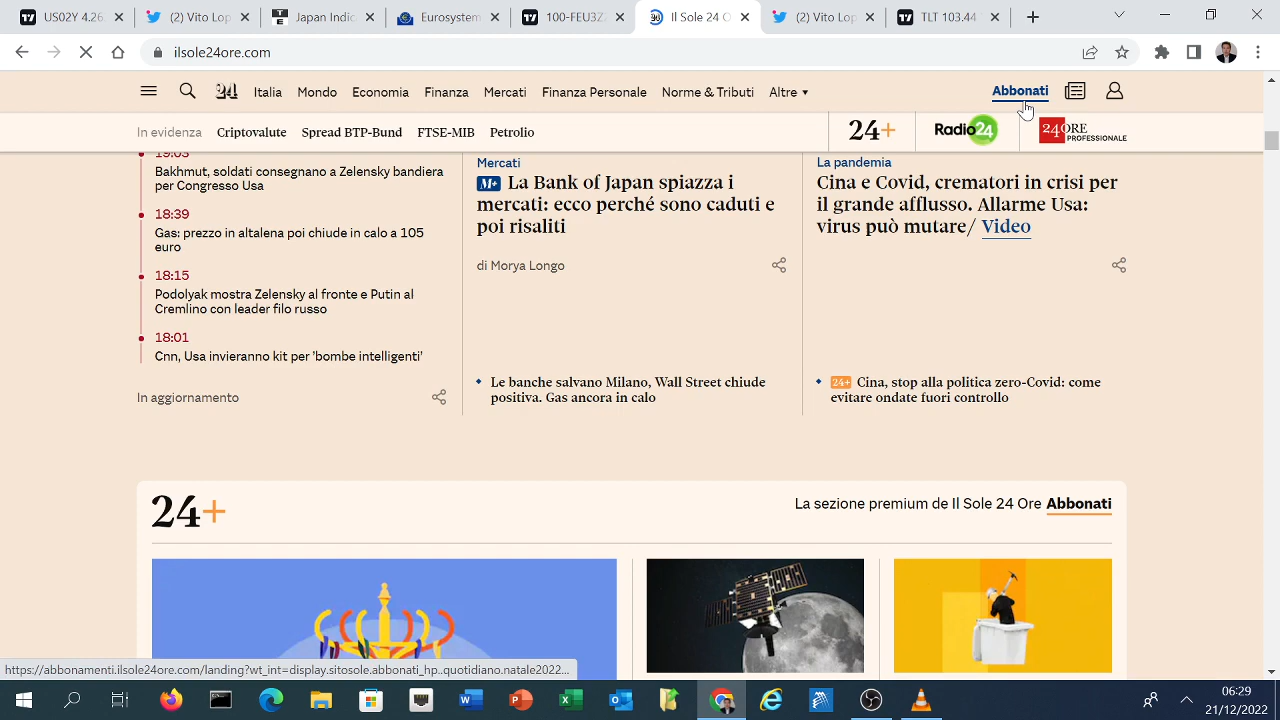 US02Y 4.26
(2) Vito Lop
Japan Indic
Eurosystem
100-FEU3Z
Il Sole 24 O
(2) Vito Lop
TLT 103.44
ilsole24ore.com
24
Italia
Mondo
Economia
Finanza
Mercati
Finanza Personale
Norme & Tributi
Altre
Abbonati
In evidenza
Criptovalute
Spread BTP-Bund
FTSE-MIB
Petrolio
24+
Radio24
24ORE
PROFESSIONALE
19:03
Bakhmut, soldati consegnano a Zelensky bandiera
per Congresso Usa
18:39
Gas: prezzo in altalena poi chiude in calo a 105
euro
18:15
Podolyak mostra Zelensky al fronte e Putin al
Cremlino con leader filo russo
18:01
Cnn, Usa invieranno kit per 'bombe intelligenti'
In aggiornamento
Mercati
M+ La Bank of Japan spiazza i
mercati: ecco perché sono caduti e
poi risaliti
di Morya Longo
Le banche salvano Milano, Wall Street chiude
positiva. Gas ancora in calo
La pandemia
Cina e Covid, crematori in crisi per
il grande afflusso. Allarme Usa:
virus può mutare/ Video
24+ Cina, stop alla politica zero-Covid: come
evitare ondate fuori controllo
24+
La sezione premium de Il Sole 24 Ore Abbonati
https://abbonamenti.ilsole24ore.com/landing?wt_int=display.sitosole.abbonati_hp.quotidiano.natale2022...
06:29
21/12/2022